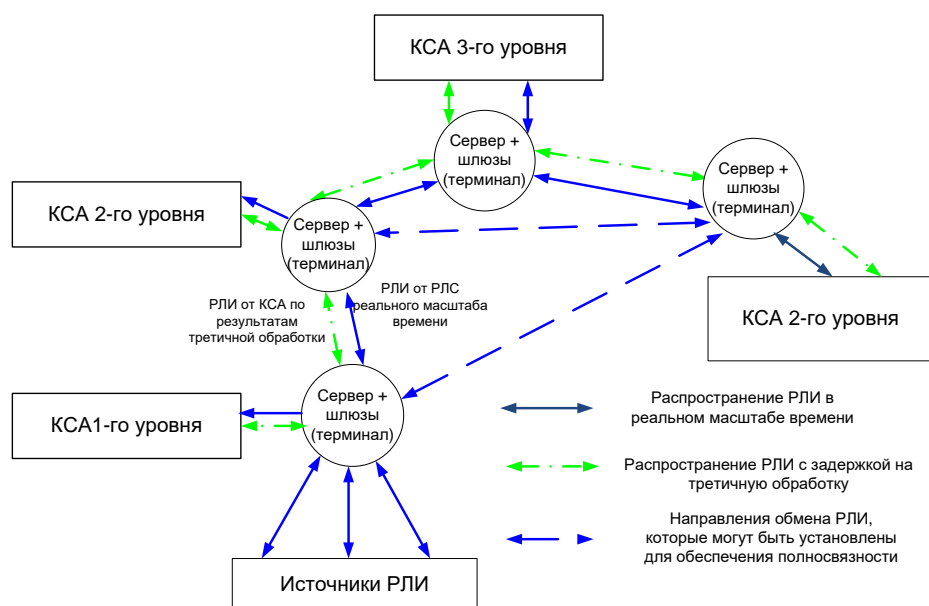 КСА 3-го уровня
Сервер +
шлюзы
(терминал)
Сервер +
шлюзы
(терминал)
КСА 2-го уровня
Сервер +
шлюзы
(терминал)
РЛИ от КСА по
результатам
третичной обработки
РЛИ от РЛС
реального масштаба
времени
КСА 2-го уровня
Сервер +
шлюзы
(терминал)
КСА1-го уровня
Распространение РЛИ в
реальном масштабе времени
Распространение РЛИ с задержкой на
третичную обработку
Направления обмена РЛИ,
которые могут быть установлены
для обеспечения полносвязности
Источники РЛИ